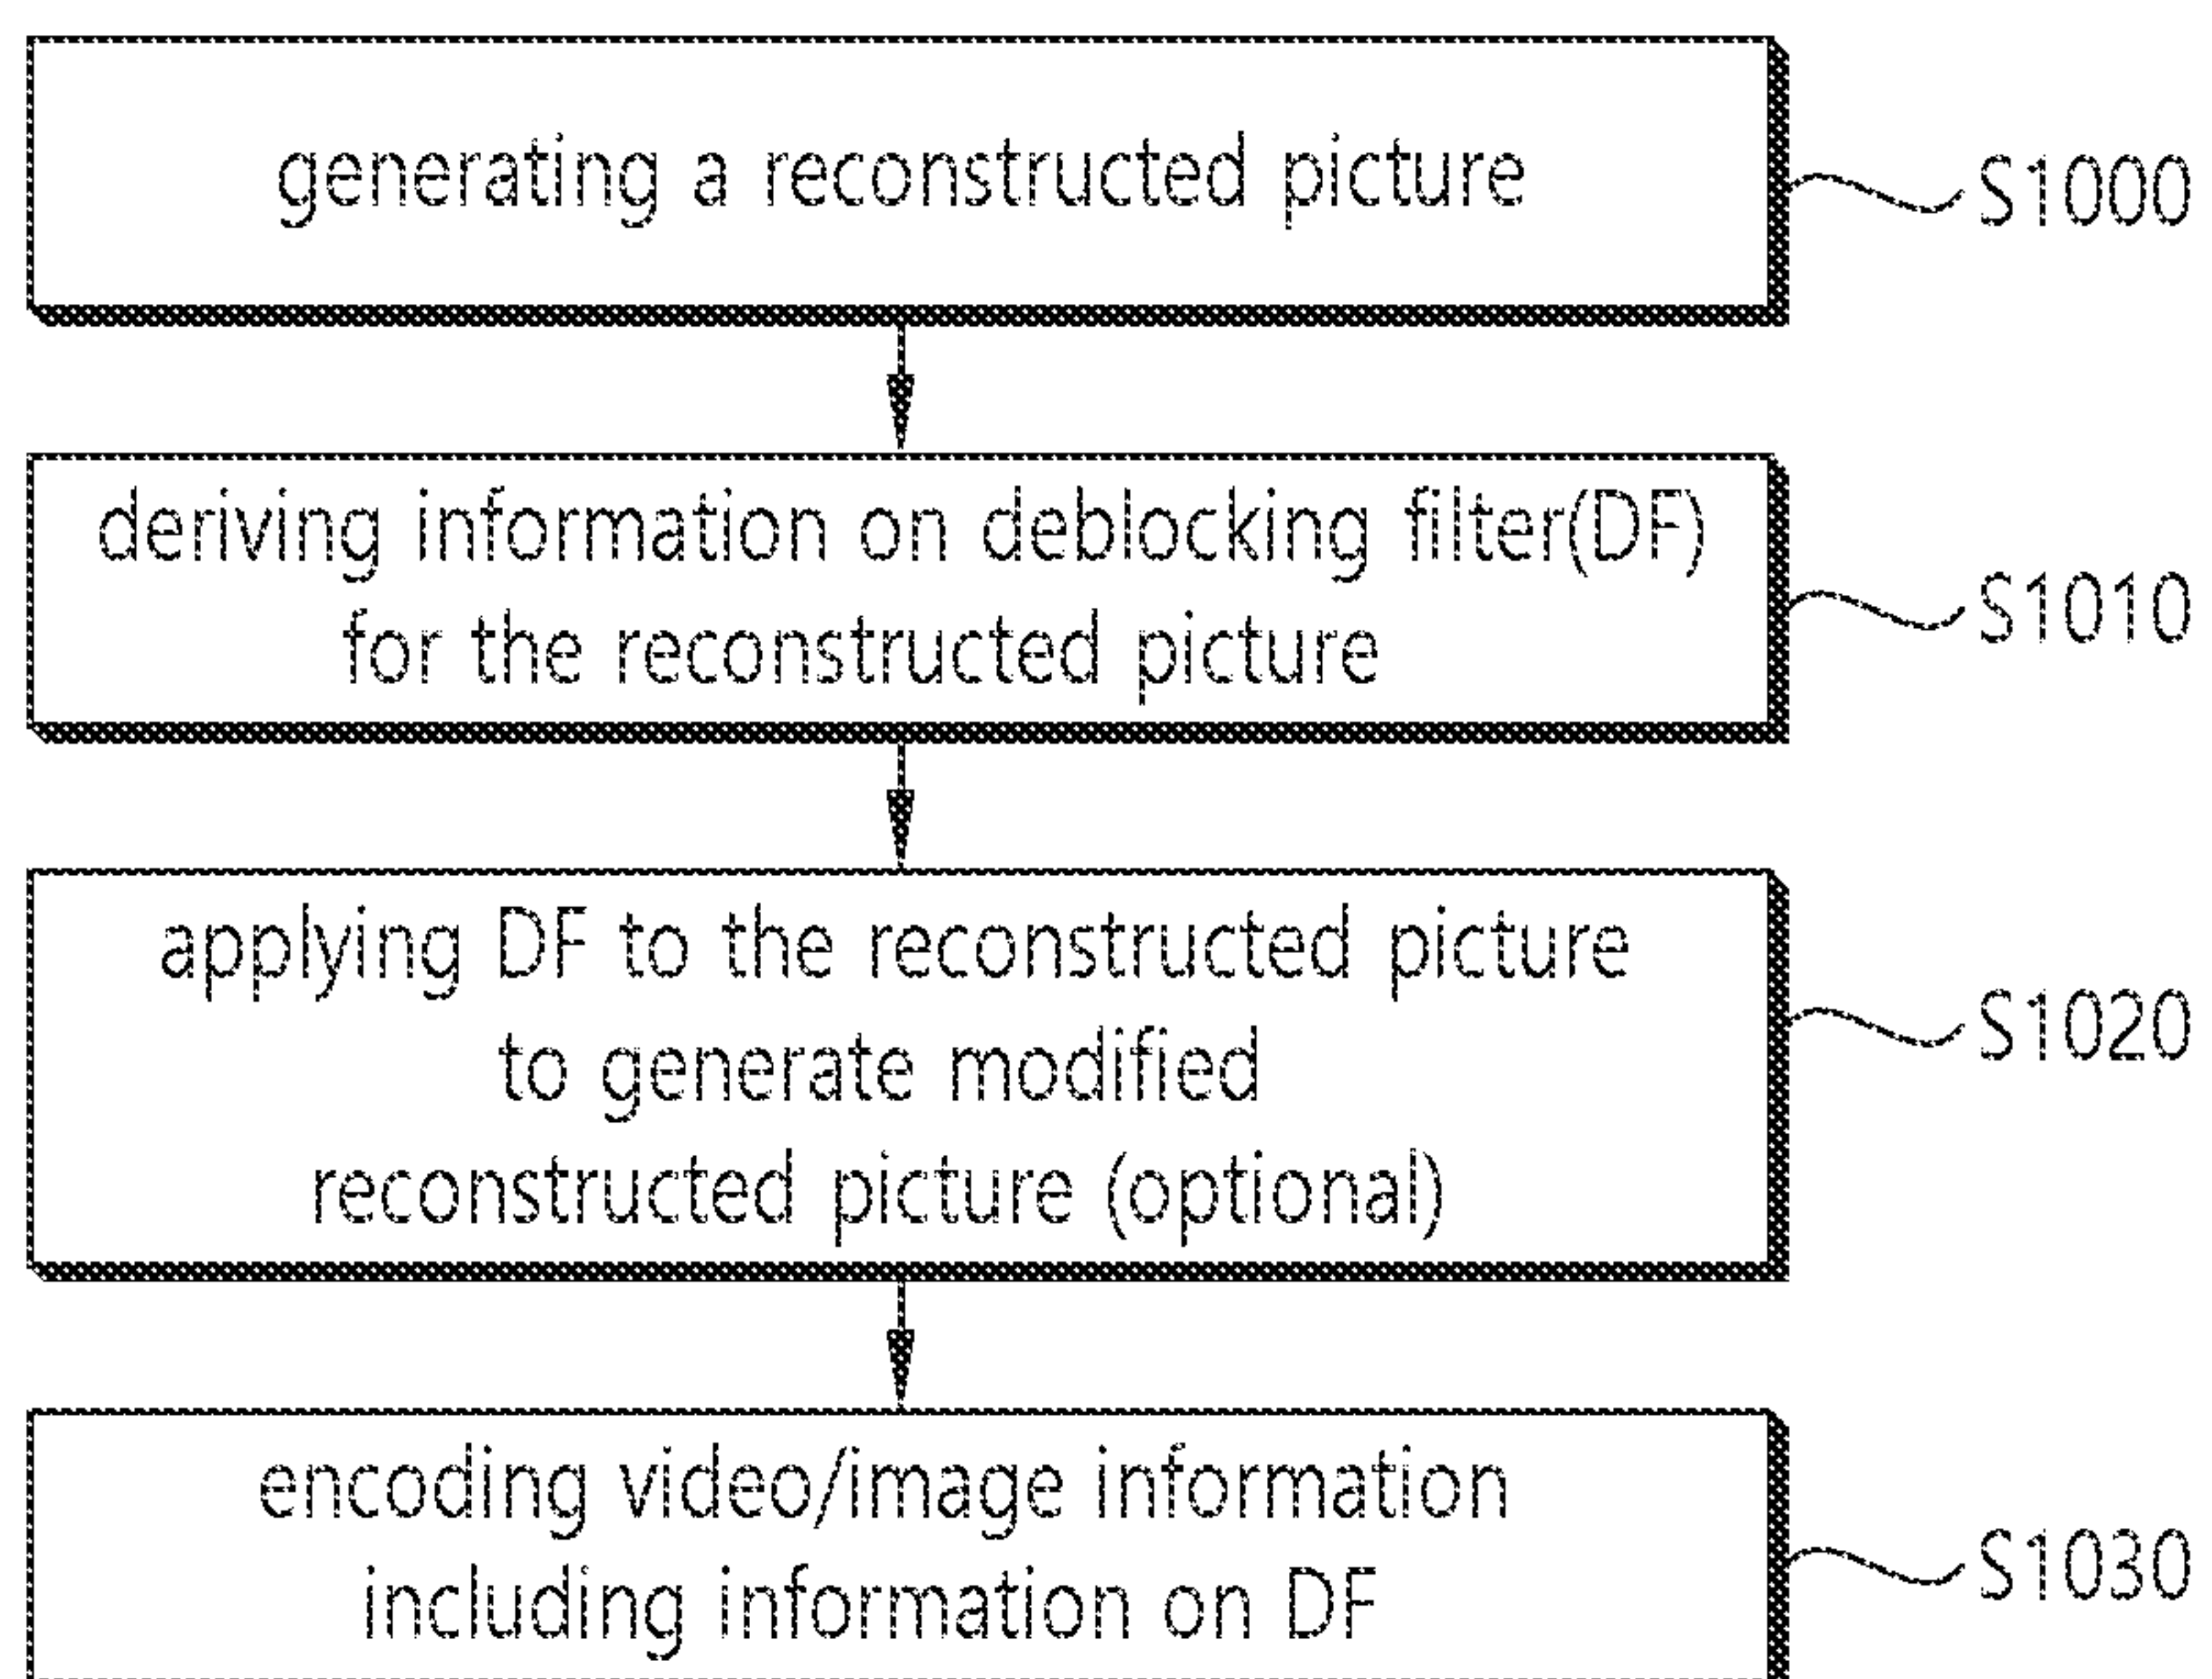 generating a reconstructed picture
S1000
deriving information on deblocking filter(DF)
for the reconstructed picture
S1010
applying DF to the reconstructed picture
to generate modified
reconstructed picture (optional)
S1020
encoding video/image information
including information on DF
S1030